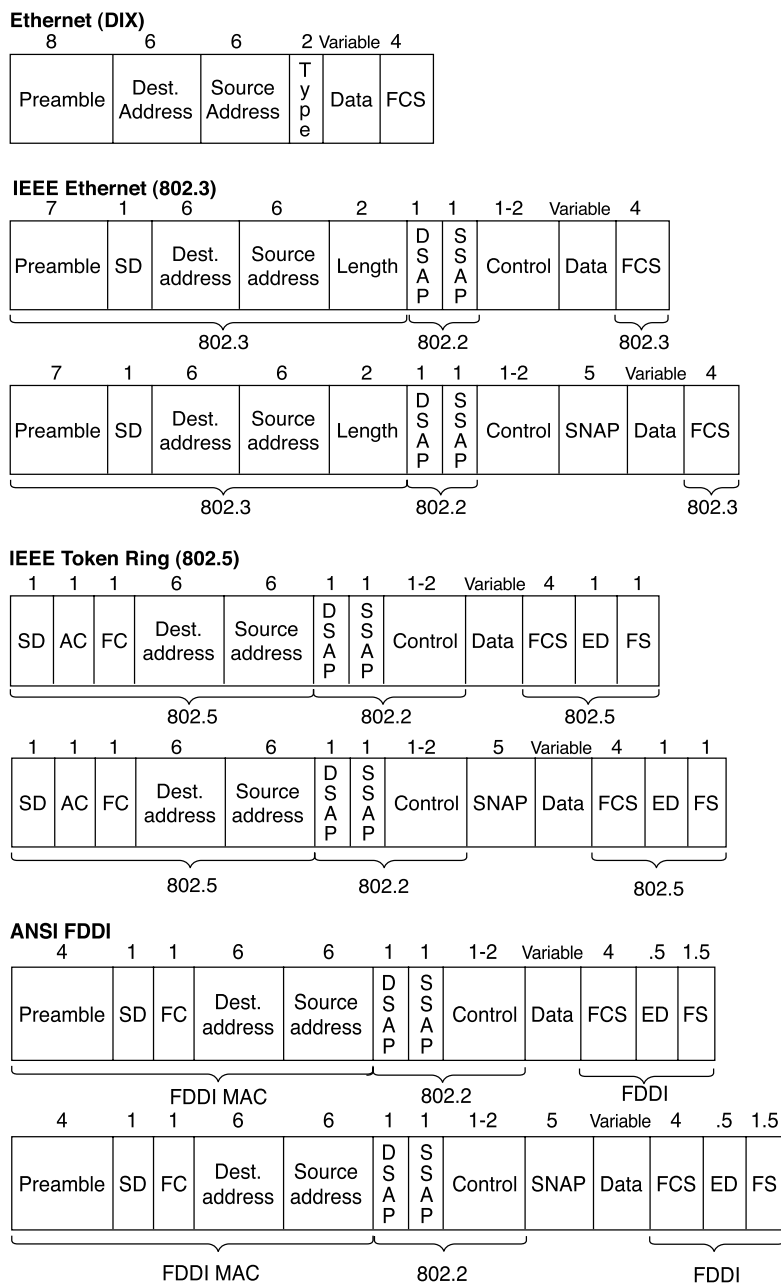 Ethernet (DIX)
8 6 6 2 Variable 4
Preamble Dest. Address Source Address Type Data FCS
IEEE Ethernet (802.3)
7 1 6 6 2 1 1 1-2 Variable 4
Preamble SD Dest. address Source address Length DSAP SSAP Control Data FCS
802.3 802.2 802.3
7 1 6 6 2 1 1 1-2 5 Variable 4
Preamble SD Dest. address Source address Length DSAP SSAP Control SNAP Data FCS
802.3 802.2 802.3
IEEE Token Ring (802.5)
1 1 1 6 6 1 1 1-2 Variable 4 1 1
SD AC FC Dest. address Source address DSAP SSAP Control Data FCS ED FS
802.5 802.2 802.5
1 1 1 6 6 1 1 1-2 5 Variable 4 1 1
SD AC FC Dest. address Source address DSAP SSAP Control SNAP Data FCS ED FS
802.5 802.2 802.5
ANSI FDDI
4 1 1 6 6 1 1 1-2 Variable 4 .5 1.5
Preamble SD FC Dest. address Source address DSAP SSAP Control Data FCS ED FS
FDDI MAC 802.2 FDDI
4 1 1 6 6 1 1 1-2 5 Variable 4 .5 1.5
Preamble SD FC Dest. address Source address DSAP SSAP Control SNAP Data FCS ED FS
FDDI MAC 802.2 FDDI